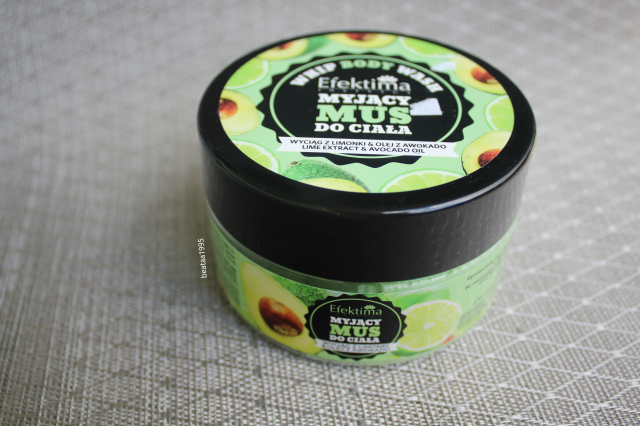 WHIP BODY WASH
Efektima
MYJĄCY
MUS
DO CIAŁA
WYCIĄG Z LIMONKI & OLEJ Z AWOKADO
LIME EXTRACT & AVOCADO OIL
beataa1995
Efektima
MYJĄCY
MUS
DO CIAŁA